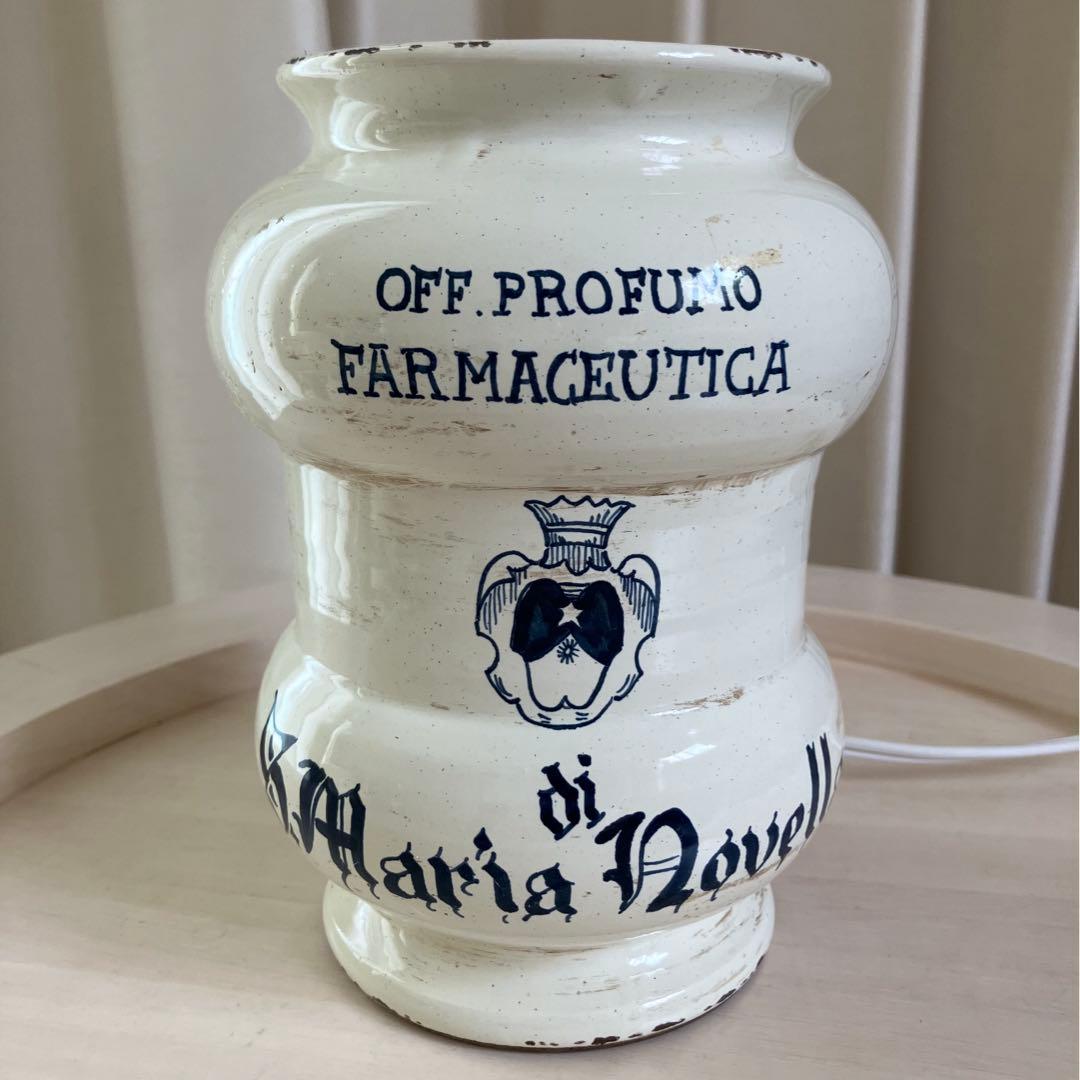 OFF. PROFUMO
FARMACEUTICA
di
S. Maria Novell